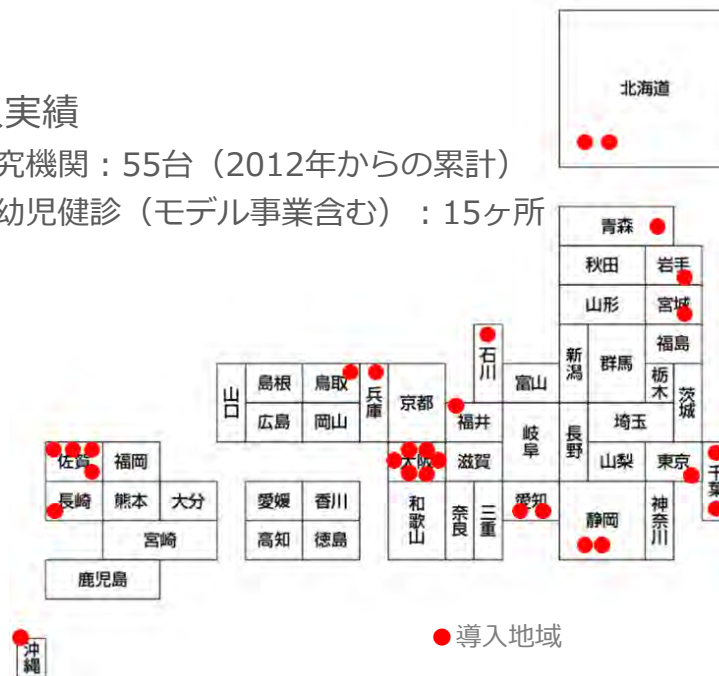 実績
究機関：55台（2012年からの累計）
幼児健診（モデル事業含む）：15ヶ所
北海道
青森
秋田
岩手
山形
宮城
石川
新潟
群馬
福島
栃木
茨城
山口
島根
鳥取
兵庫
京都
富山
広島
岡山
福井
岐阜
長野
埼玉
佐賀
福岡
大阪
滋賀
山梨
東京
千葉
長崎
熊本
大分
愛媛
香川
和歌山
奈良
三重
愛知
静岡
神奈川
宮崎
高知
徳島
鹿児島
導入地域
沖縄